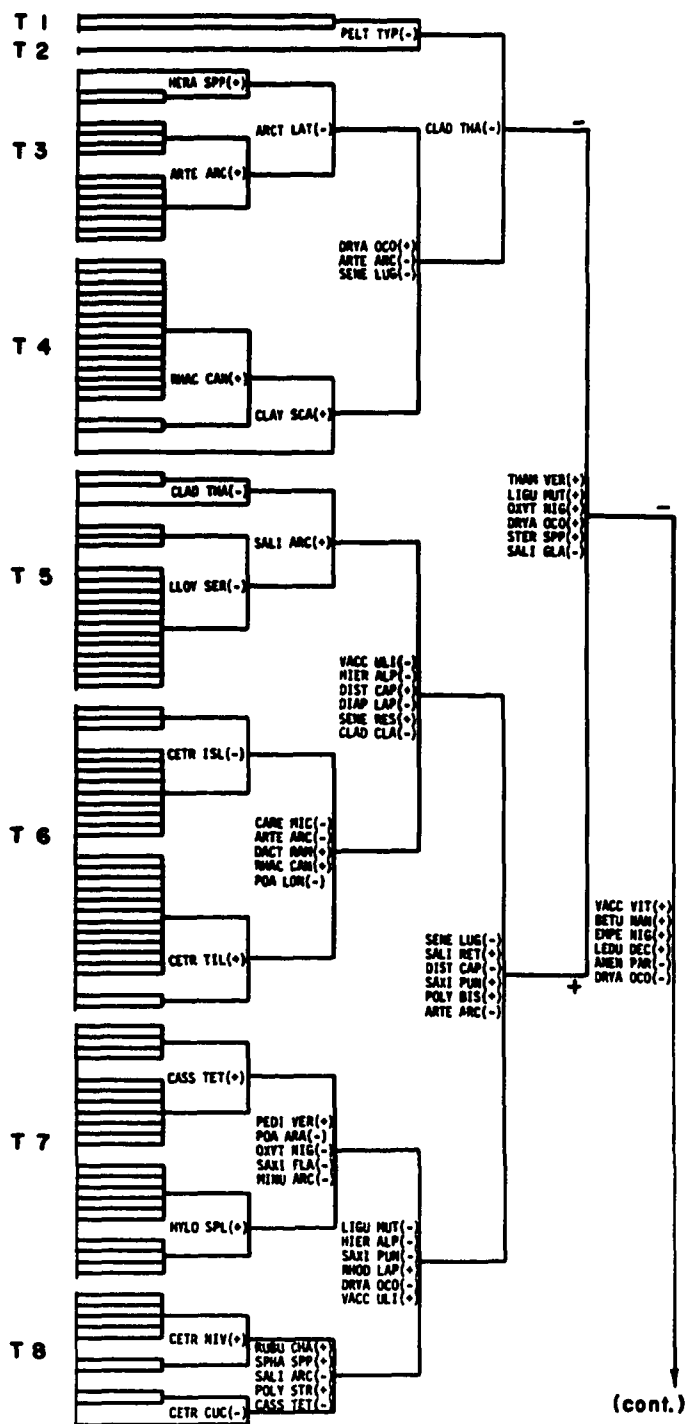 T 1
T 2
PELT TYP(-)
HERA SPP(+)
ARCT LAT(-)
CLAD THA(-)
-
T 3
ARTE ARC(+)
DRYA OCO(+)
ARTE ARC(-)
SENE LUG(-)
T 4
RHAC CAN(+)
CLAY SCA(+)
THAM VER(+)
LIGU MUT(+)
OXYT NIG(+)
DRYA OCO(+)
STER SPP(+)
SALI GLA(-)
-
CLAD THA(-)
SALI ARC(+)
T 5
LLOY SER(-)
VACC ULI(-)
HIER ALP(-)
DIST CAP(+)
DIAP LAP(-)
SENE RES(+)
CLAD CLA(-)
CETR ISL(-)
T 6
CARE MIC(-)
ARTE ARC(-)
DACT RAM(+)
RHAC CAN(+)
POA LON(-)
CETR TIL(+)
SENE LUG(-)
SALI RET(+)
DIST CAP(-)
SAXI PUN(+)
POLY BIS(+)
ARTE ARC(-)
+
VACC VIT(+)
BETU NAN(+)
EMPE NIG(+)
LEDU DEC(+)
ANEN PAR(-)
DRYA OCO(-)
CASS TET(+)
T 7
PEDI VER(+)
POA ARA(-)
OXYT NIG(-)
SAXI FLA(-)
MINU ARC(-)
HYLO SPL(+)
LIGU MUT(-)
HIER ALP(-)
SAXI PUN(-)
RHOD LAP(+)
DRYA OCO(-)
VACC ULI(+)
T 8
CETR NIV(+)
RUBU CHA(+)
SPHA SPP(+)
SALI ARC(-)
POLY STR(+)
CASS TET(-)
CETR CUC(-)
(cont.)